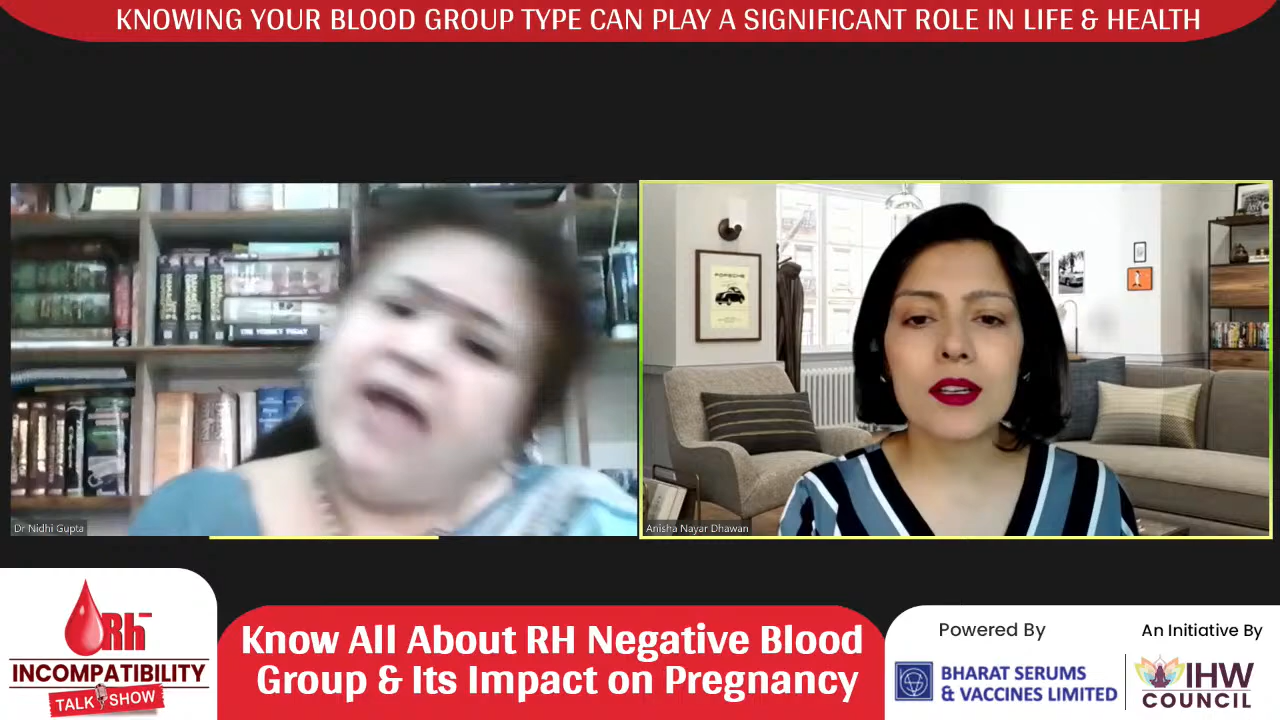 KNOWING YOUR BLOOD GROUP TYPE CAN PLAY A SIGNIFICANT ROLE IN LIFE & HEALTH
PORSCHE
Dr Nidhi Gupta
Anisha Nayar Dhawan
Rh-
INCOMPATIBILITY
TALK SHOW
Know All About RH Negative Blood
Group & Its Impact on Pregnancy
Powered By
BHARAT SERUMS
& VACCINES LIMITED
An Initiative By
IHW
COUNCIL